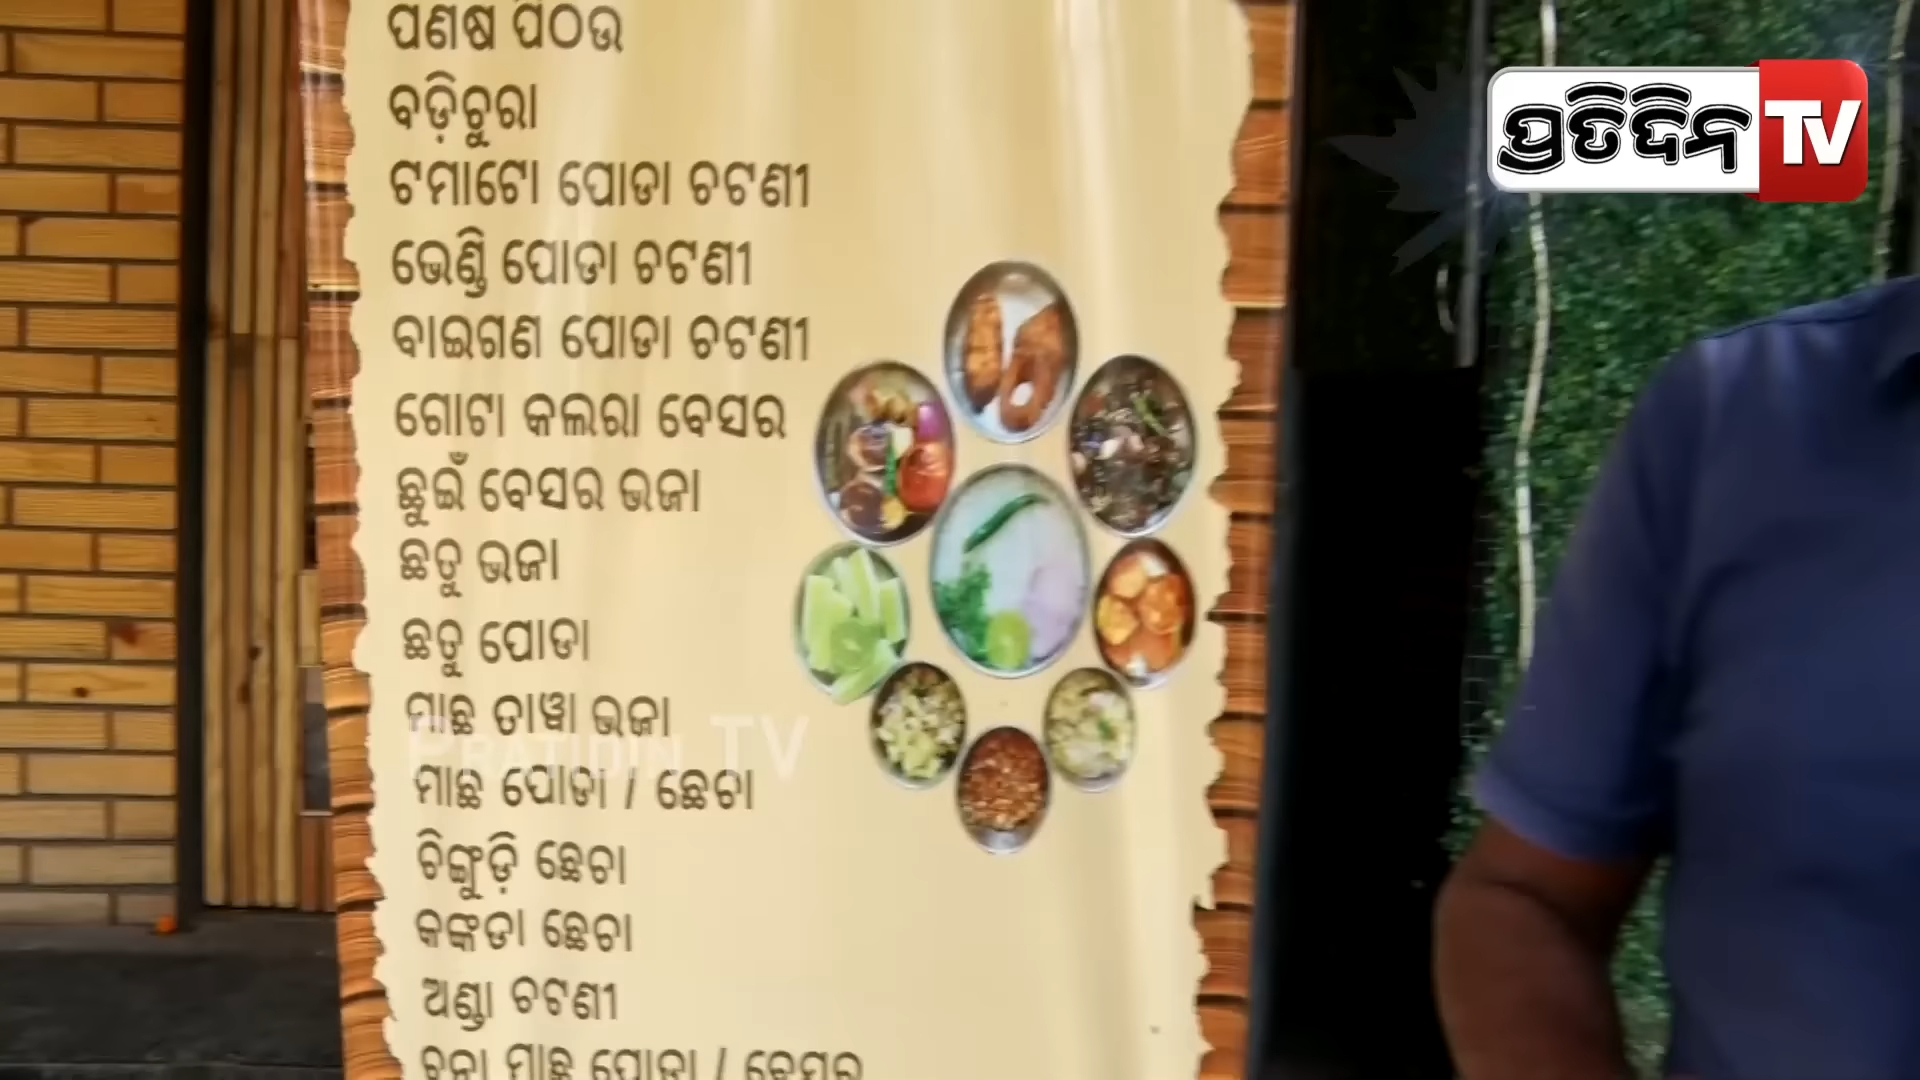 ପଣଷ ପିଠଉ
ବଡ଼ିଚୁରା
ଟମାଟୋ ପୋଡା ଚଟଣୀ
ଭେଣ୍ଡି ପୋଡା ଚଟଣୀ
ବାଇଗଣ ପୋଡା ଚଟଣୀ
ଗୋଟା କଲରା ବେସର
ଛୁଇଁ ବେସର ଭଜା
ଛତୁ ଭଜା
ଛତୁ ପୋଡା
ମାଛ ତାୱା ଭଜା
ମାଛ ପୋଡା / ଛେଚା
ଚିଙ୍ଗୁଡ଼ି ଛେଚା
କଙ୍କଡା ଛେଚା
ଅଣ୍ଡା ଚଟଣୀ
ଚୁନା ମାଛ ପୋଡା / ବେସର
ପ୍ରତିଦିନ TV
PRATIDIN TV